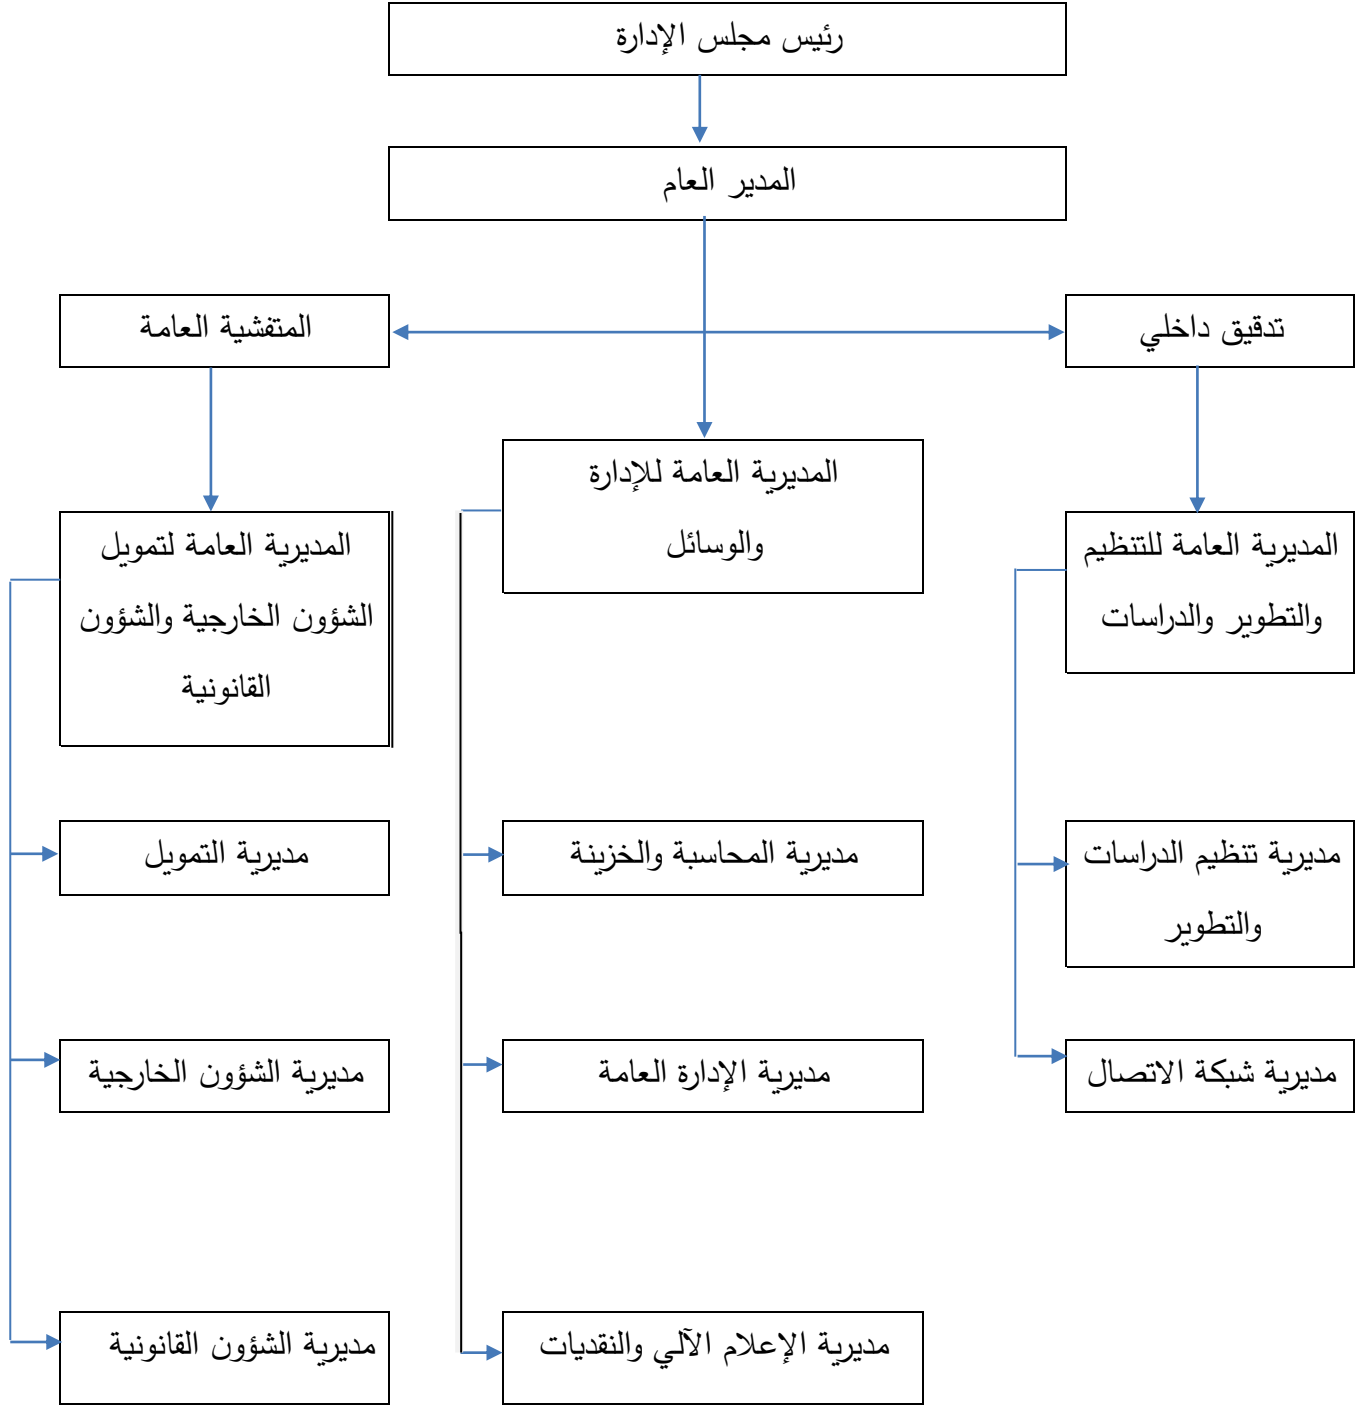 رئيس مجلس الإدارة
المدير العام
تدقيق داخلي
المتفشية العامة
المديرية العامة للتنظيم
والتطوير والدراسات
المديرية العامة للإدارة
والوسائل
المديرية العامة لتمويل
الشؤون الخارجية والشؤون
القانونية
مديرية تنظيم الدراسات
والتطوير
مديرية المحاسبة والخزينة
مديرية التمويل
مديرية شبكة الاتصال
مديرية الإدارة العامة
مديرية الشؤون الخارجية
مديرية الإعلام الآلي والنقديات
مديرية الشؤون القانونية